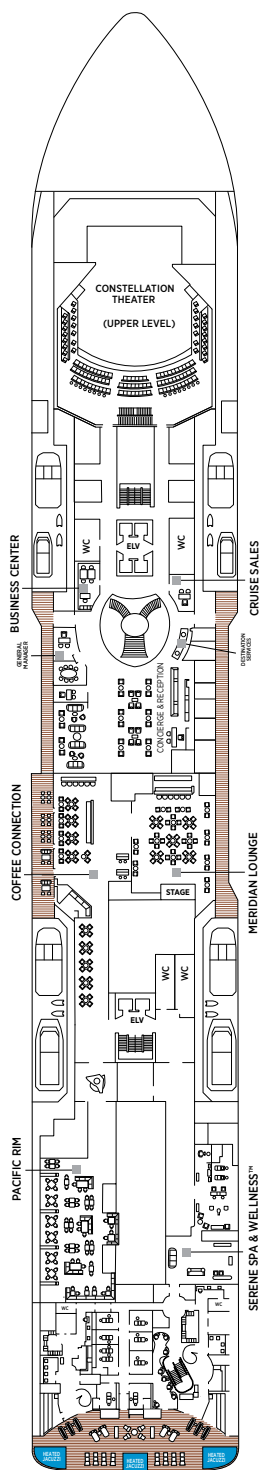 CONSTELLATION
THEATER
(UPPER LEVEL)
WC
ELV
WC
BUSINESS CENTER
CRUISE SALES
GENERAL
MANAGER
DESTINATION
SERVICES
CONCIERGE & RECEPTION
COFFEE CONNECTION
MERIDIAN LOUNGE
STAGE
WC
WC
ELV
PACIFIC RIM
SERENE SPA & WELLNESS™
WC
WC
HEATED
JACUZZI
HEATED
JACUZZI
HEATED
JACUZZI